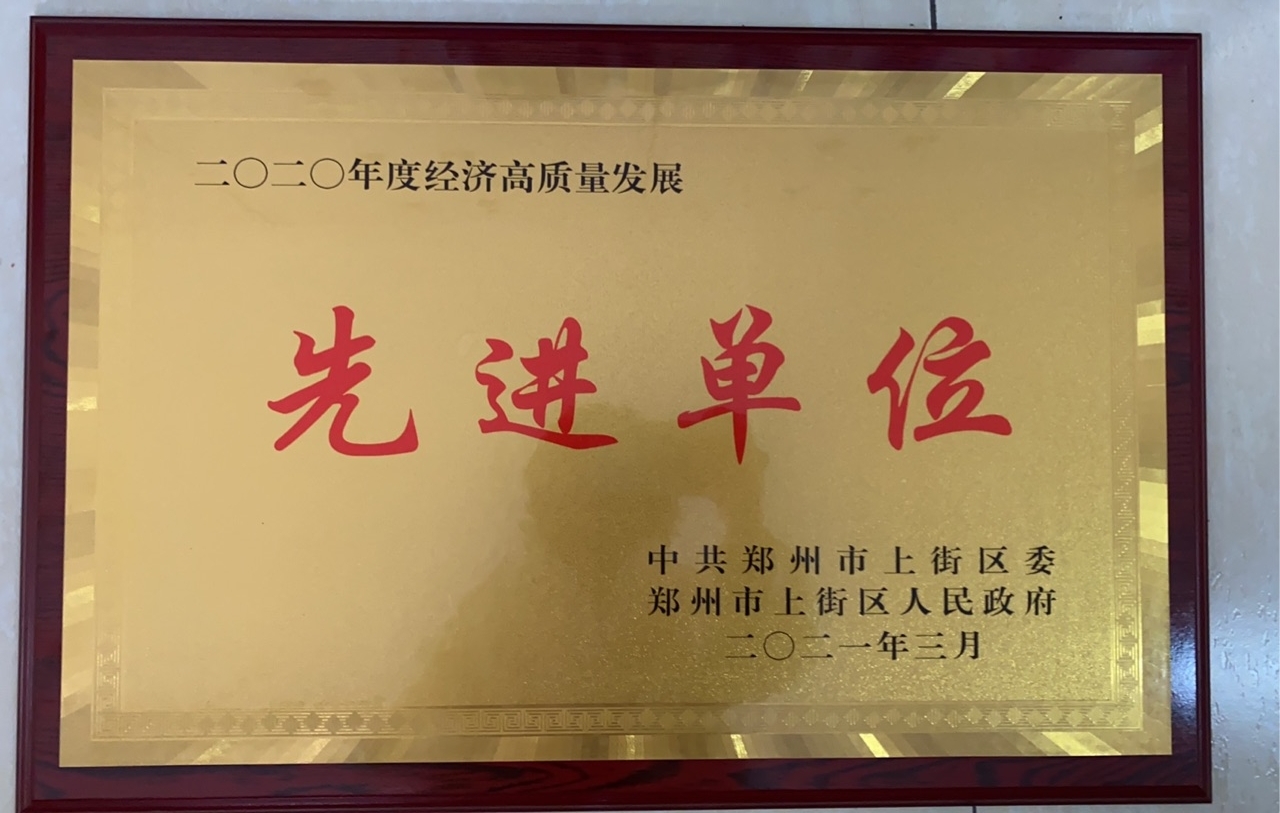 二〇二〇年度经济高质量发展
先进单位
中共郑州市上街区委
郑州市上街区人民政府
二〇二一年三月